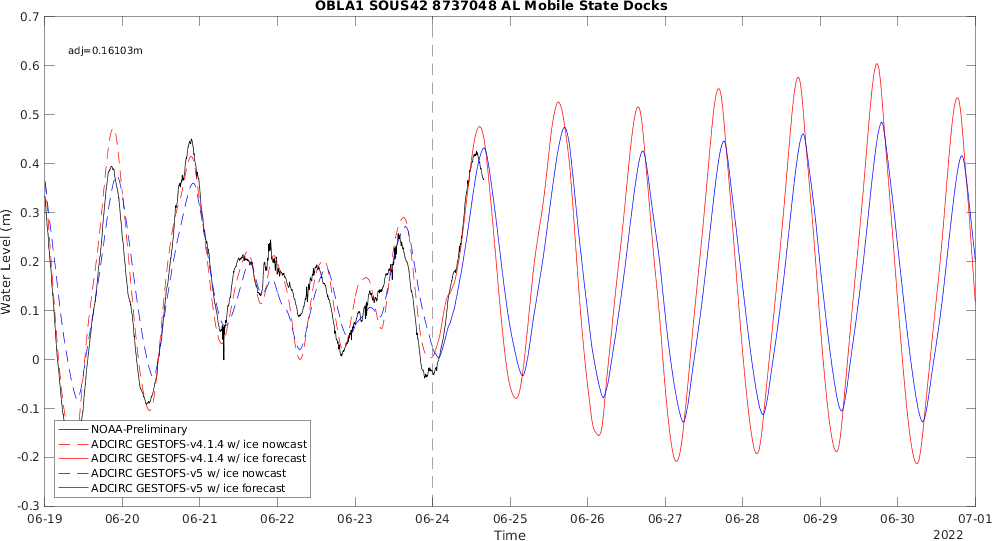 OBLA1 SOUS42 8737048 AL Mobile State Docks
0.7
0.6
0.5
0.4
0.3
0.2
0.1
0
-0.1
-0.2
-0.3
Water Level (m)
adj=0.16103m
NOAA-Preliminary
ADCIRC GESTOFS-v4.1.4 w/ ice nowcast
ADCIRC GESTOFS-v4.1.4 w/ ice forecast
ADCIRC GESTOFS-v5 w/ ice nowcast
ADCIRC GESTOFS-v5 w/ ice forecast
06-19 06-20 06-21 06-22 06-23 06-24 06-25 06-26 06-27 06-28 06-29 06-30 07-01
Time
2022